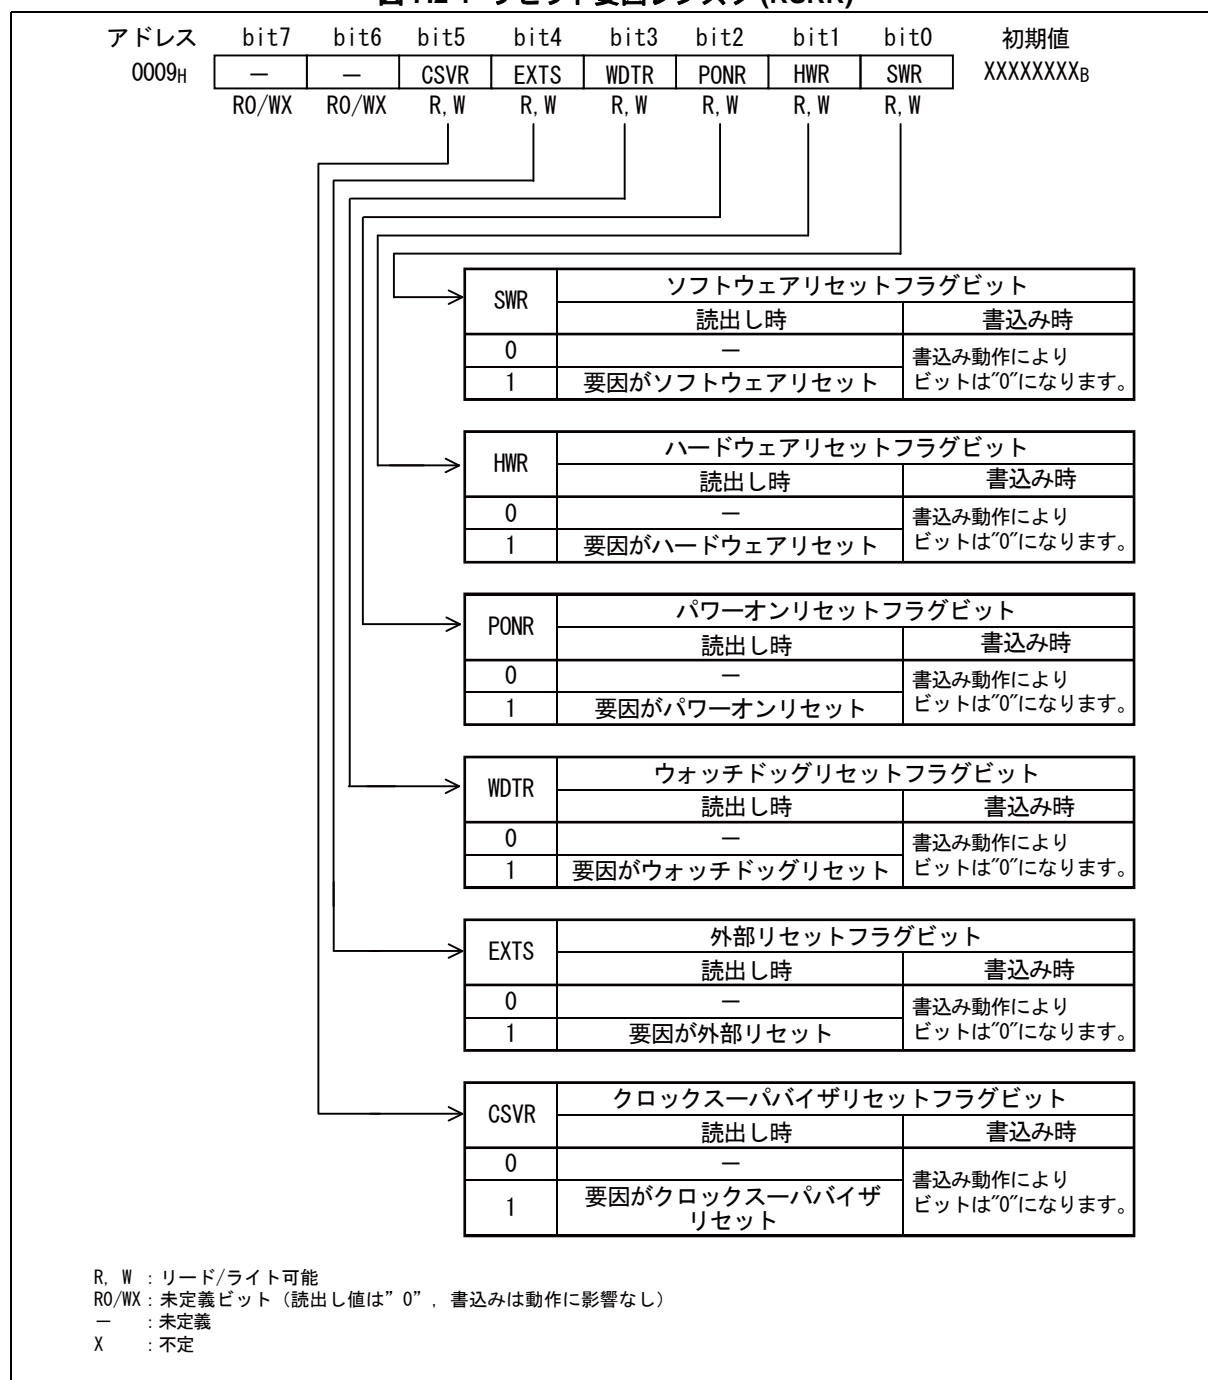 アドレス bit7 bit6 bit5 bit4 bit3 bit2 bit1 bit0 初期値
0009H － － CSVR EXTS WDTR PONR HWR SWR XXXXXXXXB
R0/WX R0/WX R,W R,W R,W R,W R,W R,W
SWR ソフトウェアリセットフラグビット
読出し時 書込み時
0 － 書込み動作により
1 要因がソフトウェアリセット ビットは"0"になります。
HWR ハードウェアリセットフラグビット
読出し時 書込み時
0 － 書込み動作により
1 要因がハードウェアリセット ビットは"0"になります。
PONR パワーオンリセットフラグビット
読出し時 書込み時
0 － 書込み動作により
1 要因がパワーオンリセット ビットは"0"になります。
WDTR ウォッチドッグリセットフラグビット
読出し時 書込み時
0 － 書込み動作により
1 要因がウォッチドッグリセット ビットは"0"になります。
EXTS 外部リセットフラグビット
読出し時 書込み時
0 － 書込み動作により
1 要因が外部リセット ビットは"0"になります。
CSVR クロックスーパバイザリセットフラグビット
読出し時 書込み時
0 － 書込み動作により
1 要因がクロックスーパバイザ ビットは"0"になります。
リセット
R, W ：リード/ライト可能
R0/WX：未定義ビット（読出し値は”0”, 書込みは動作に影響なし）
－ ：未定義
X ：不定